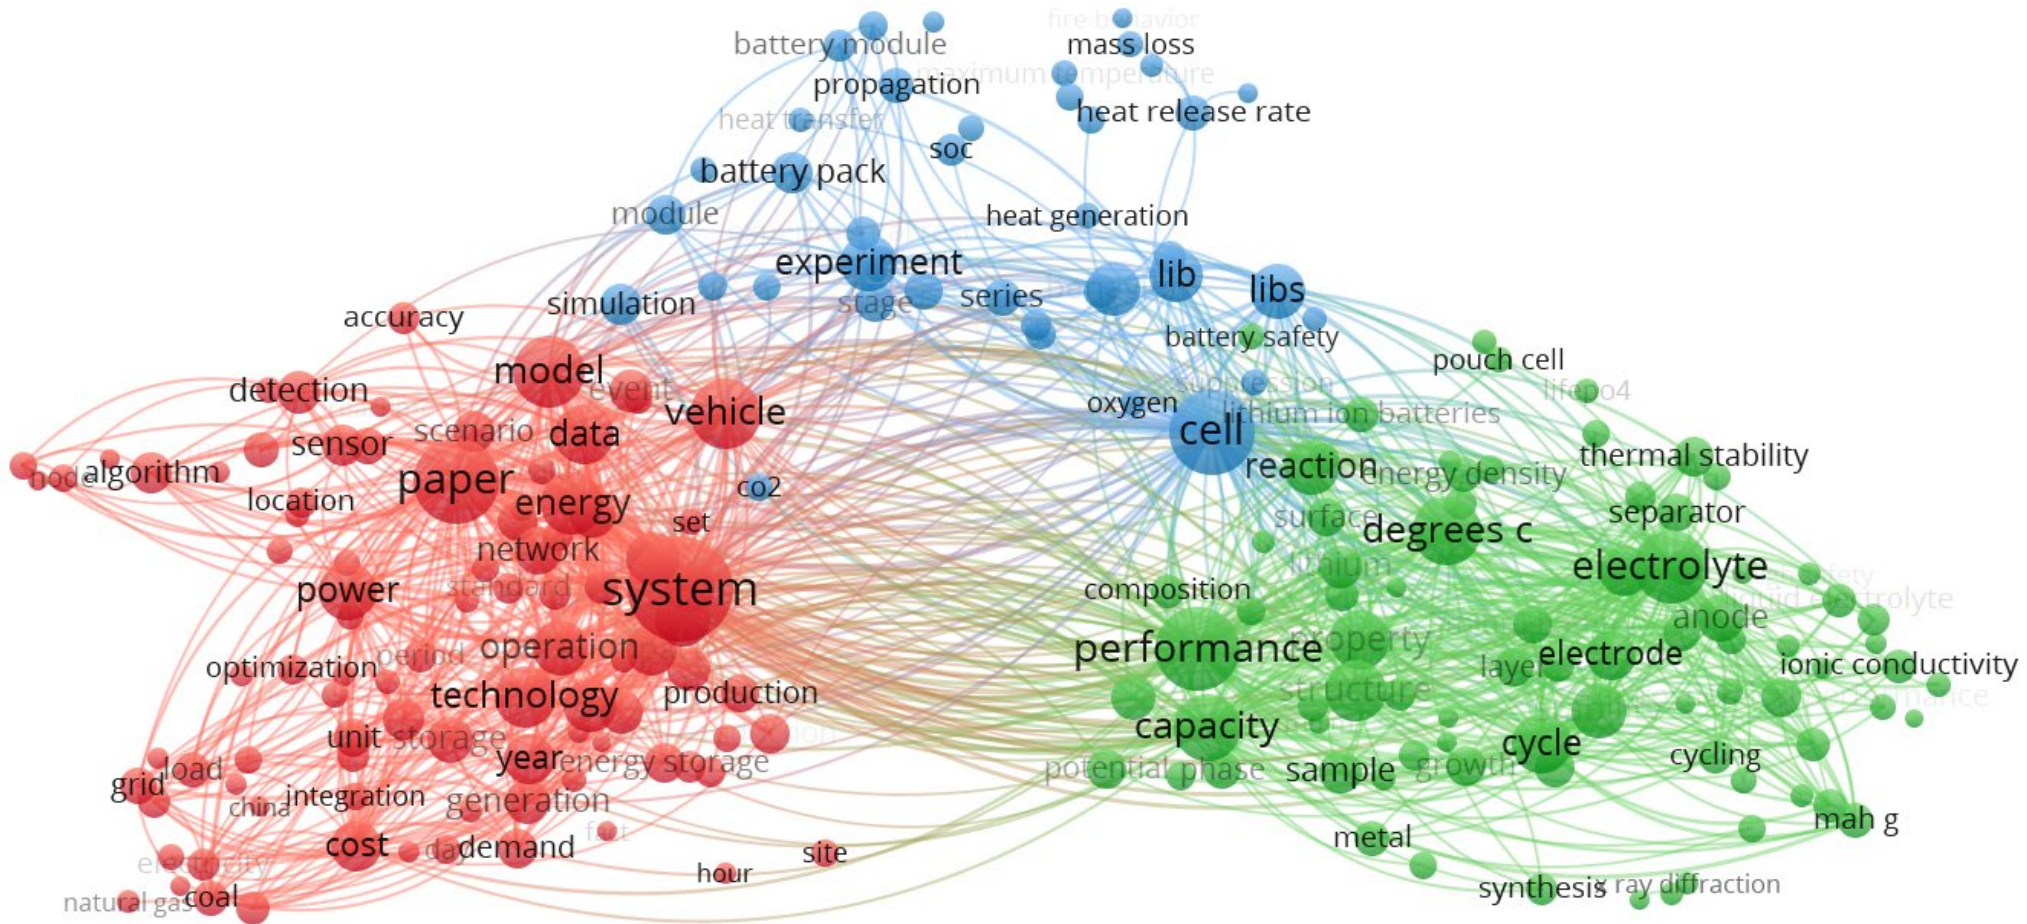 fire behavior
battery module
mass loss
maximum temperature
propagation
heat release rate
heat transfer
soc
battery pack
module
heat generation
experiment
lib
libs
simulation
stage
series
accuracy
battery safety
pouch cell
model
event
suppression
lifepo4
detection
vehicle
oxygen
lithium ion batteries
scenario
data
cell
sensor
thermal stability
node
algorithm
paper
reaction
energy density
co2
location
energy
set
surface
separator
degrees c
network
lithium
electrolyte
power
standard
system
composition
liquid electrolyte
anode
operation
performance
property
optimization
period
layer
electrode
ionic conductivity
technology
production
structure
capacity
unit
storage
year
energy storage
cycle
cycling
grid
load
potential
phase
sample
growth
china
integration
generation
mah g
fact
metal
cost
day
demand
site
electricity
hour
natural gas
coal
synthesis
x ray diffraction